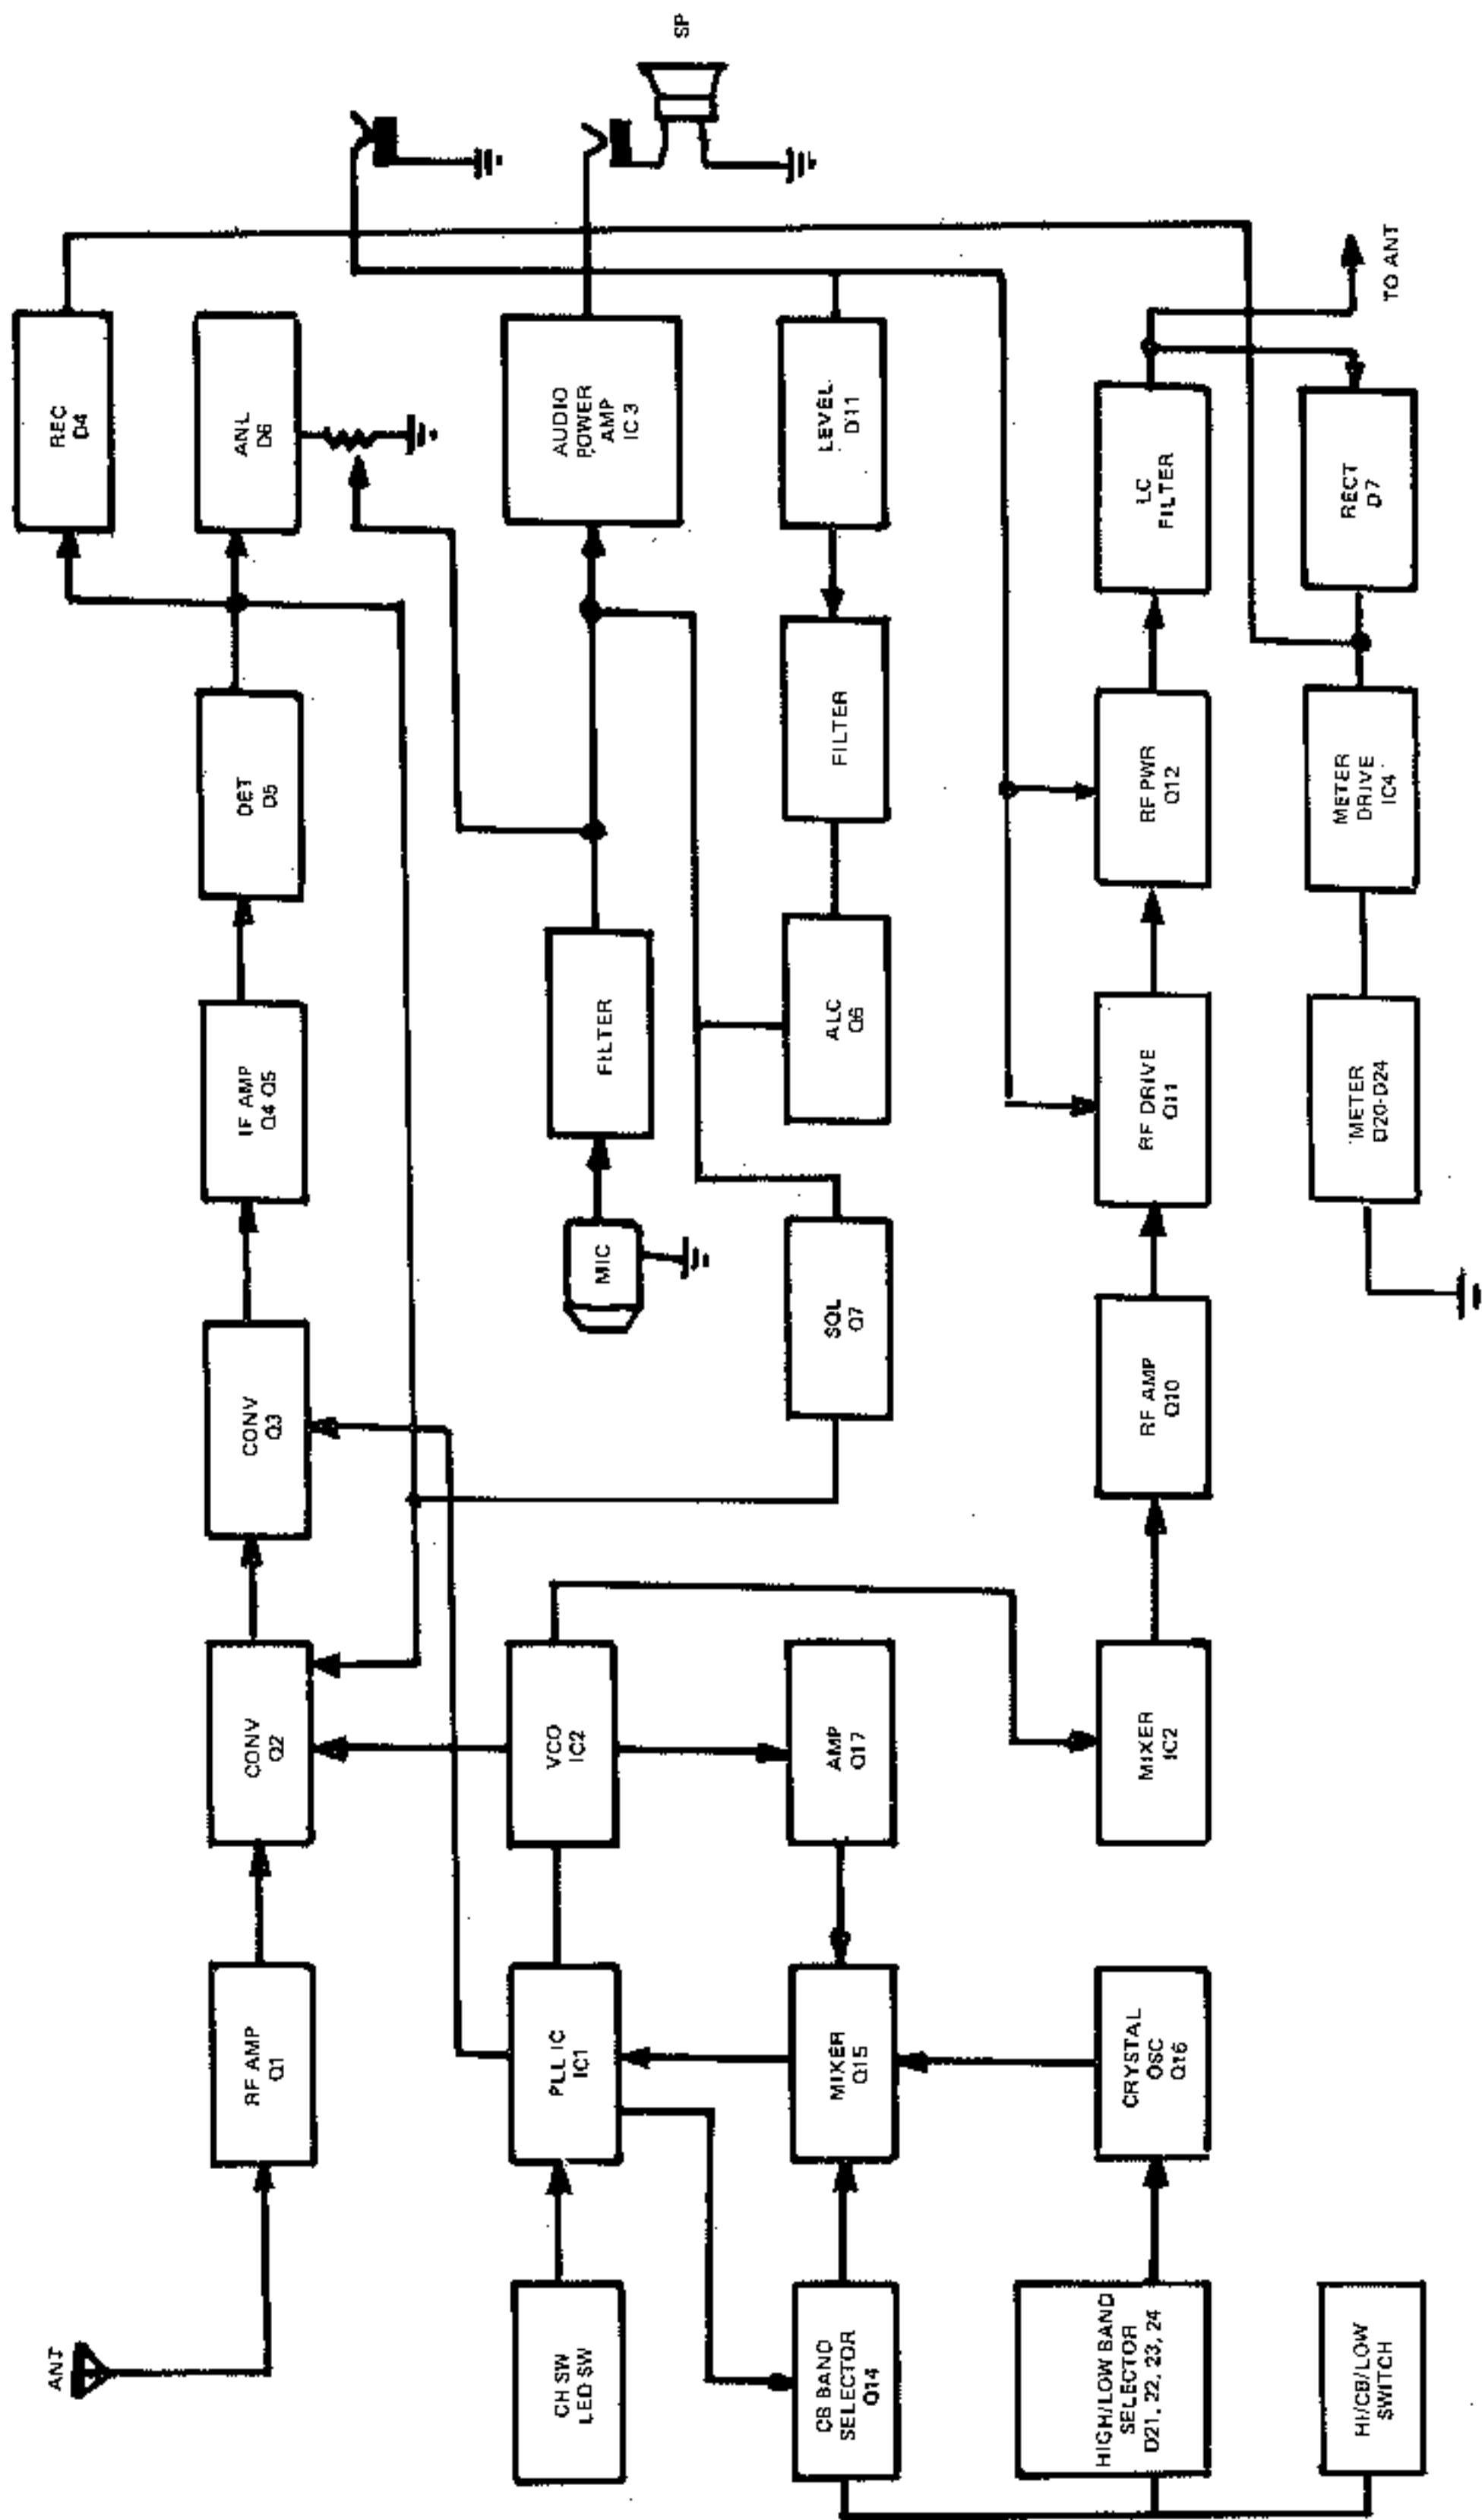 ANT
REC
D4
RF AMP
Q1
CONV
Q2
CONV
Q3
IF AMP
Q4 Q5
DET
D5
ANL
D6
CH SW
LED SW
PLL IC
IC1
VCO
IC2
MIC
FILTER
AUDIO
POWER
AMP
IC 3
SP
CB BAND
SELECTOR
Q14
MIXER
Q15
AMP
Q17
SQL
Q7
ALC
Q6
FILTER
LEVEL
D11
HIGH/LOW BAND
SELECTOR
D21, 22, 23, 24
CRYSTAL
OSC
Q16
MIXER
IC2
RF AMP
Q10
RF DRIVE
Q11
RF PWR
Q12
LC
FILTER
TO ANT
HI/CB/LOW
SWITCH
METER
D20-D24
METER
DRIVE
IC4
RECT
D7